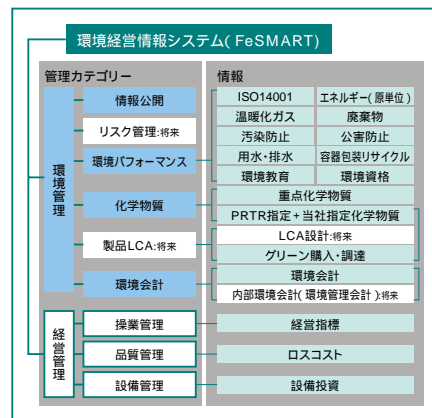 環境経営情報システム(FeSMART)
管理カテゴリー
情報
環境管理
情報公開
リスク管理:将来
環境パフォーマンス
化学物質
製品LCA:将来
環境会計
ISO14001
エネルギー(原単位)
温暖化ガス
廃棄物
汚染防止
公害防止
用水・排水
容器包装リサイクル
環境教育
環境資格
重点化学物質
PRTR指定+当社指定化学物質
LCA設計:将来
グリーン購入・調達
環境会計
内部環境会計(環境管理会計):将来
経営管理
操業管理
経営指標
品質管理
ロスコスト
設備管理
設備投資